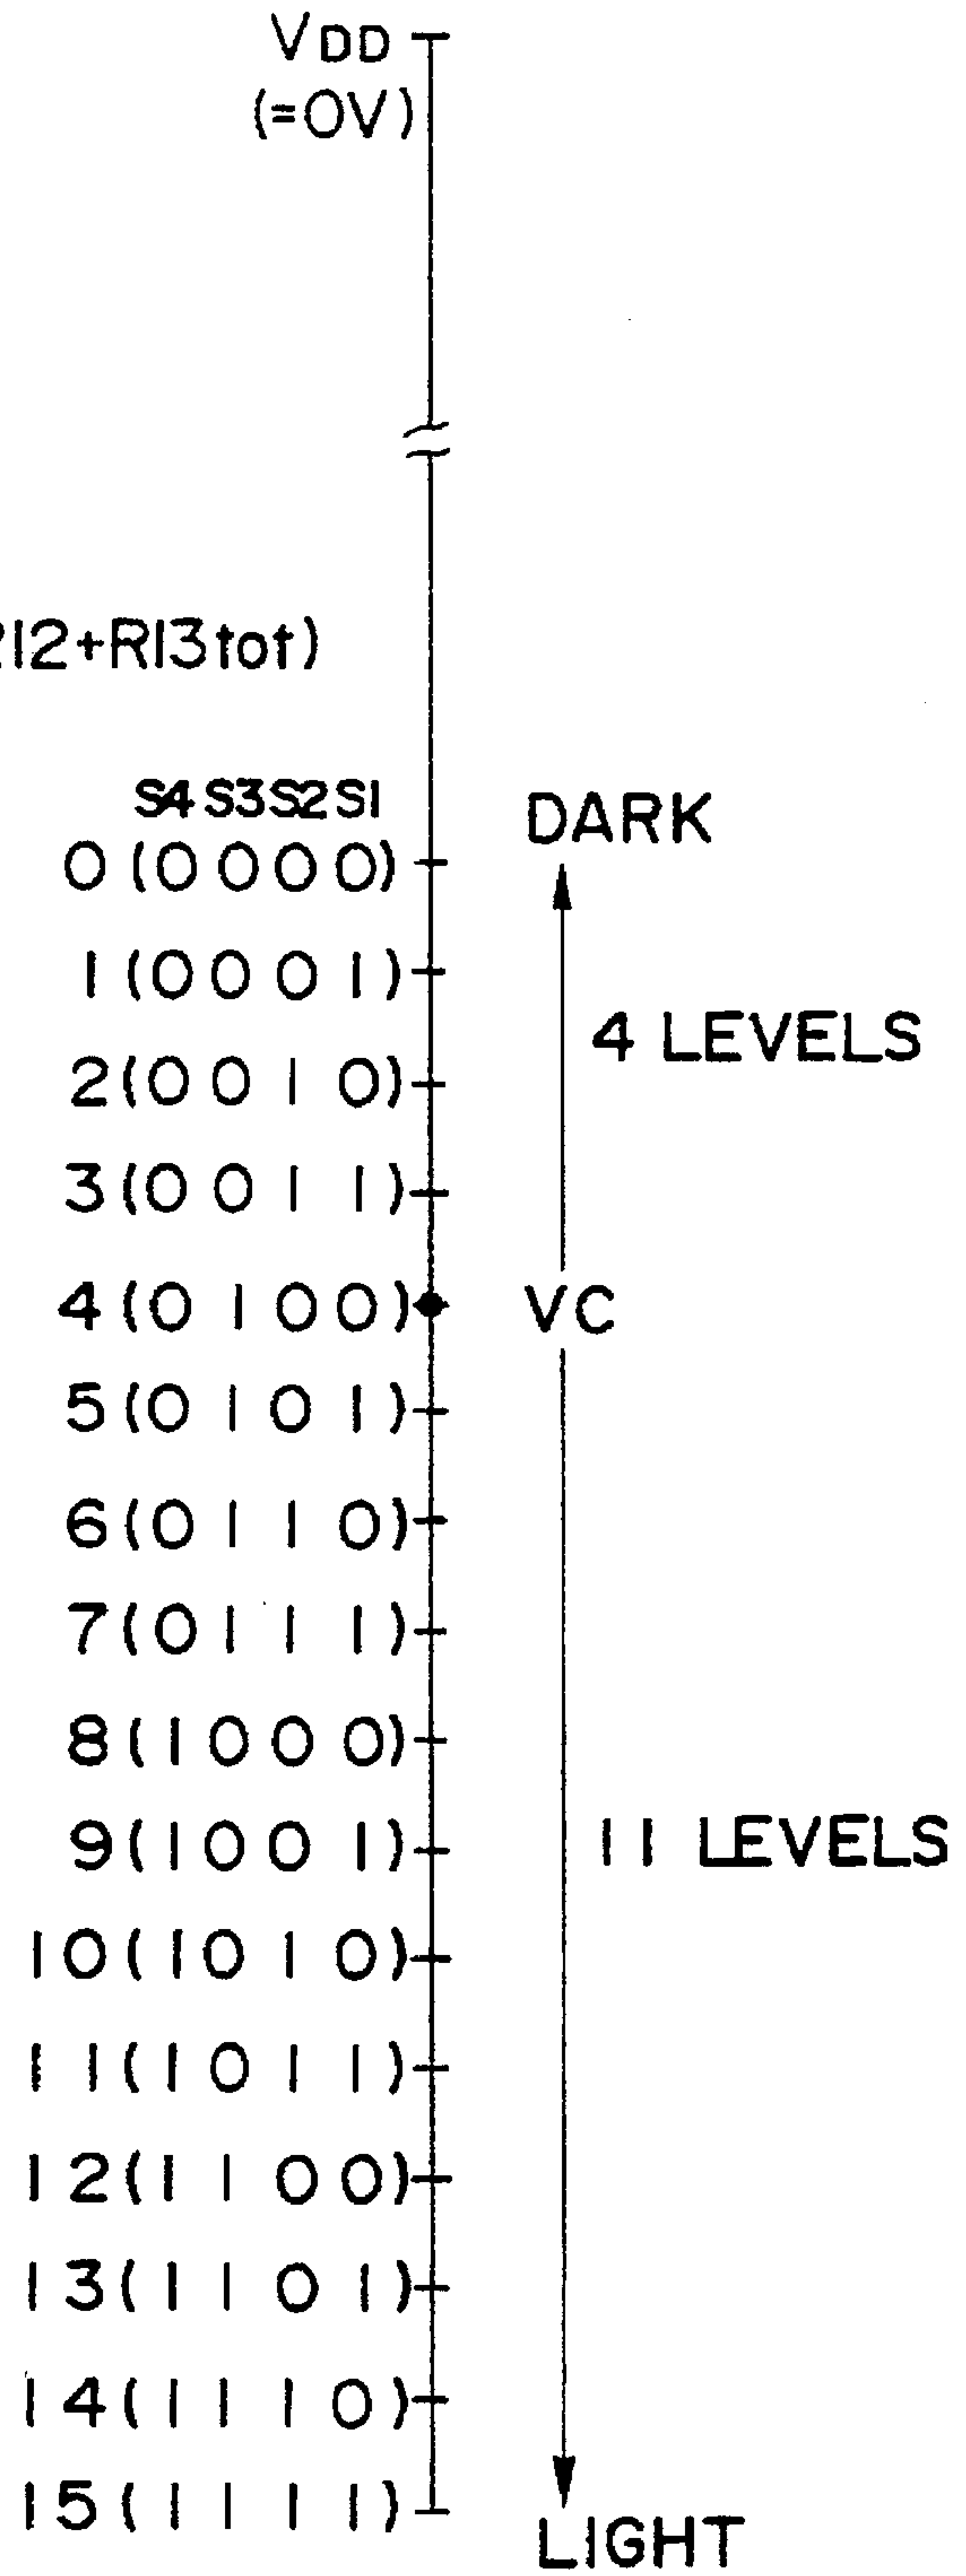 VDD
(=0V)
R12+R13tot)
S4 S3 S2 S1
DARK
0 (0 0 0 0)
1 (0 0 0 1)
4 LEVELS
2 (0 0 1 0)
3 (0 0 1 1)
4 (0 1 0 0) VC
5 (0 1 0 1)
6 (0 1 1 0)
7 (0 1 1 1)
8 (1 0 0 0)
9 (1 0 0 1) 11 LEVELS
10 (1 0 1 0)
11 (1 0 1 1)
12 (1 1 0 0)
13 (1 1 0 1)
14 (1 1 1 0)
15 (1 1 1 1)
LIGHT